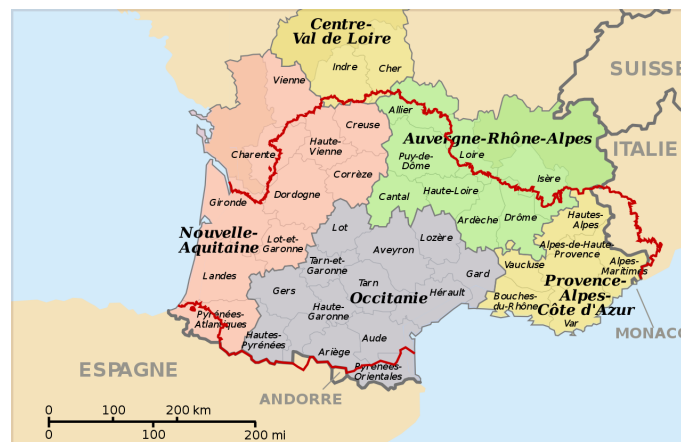 Centre-
Val de Loire
Indre
Cher
SUISSE
Vienne
Allier
Creuse
Auvergne-Rhône-Alpes
Haute-
Vienne
Charente
Puy-de-
Dôme
Loire
ITALIE
Corrèze
Isère
Gironde
Dordogne
Cantal
Haute-Loire
Ardèche
Drôme
Hautes-
Alpes
Nouvelle-
Aquitaine
Lot
Lozère
Lot-et-
Garonne
Aveyron
Alpes-de-Haute-
Provence
Tarn-et-
Garonne
Vaucluse
Alpes-
Maritimes
Landes
Gard
Tarn
Provence-
Alpes-
Côte d'Azur
Gers
Occitanie
Hérault
Bouches-
du-Rhône
Haute-
Garonne
Pyrénées-
Atlantiques
Var
MONACO
Hautes-
Pyrénées
Aude
Ariège
ESPAGNE
Pyrénées-
Orientales
ANDORRE
0 100 200 km
0 100 200 mi